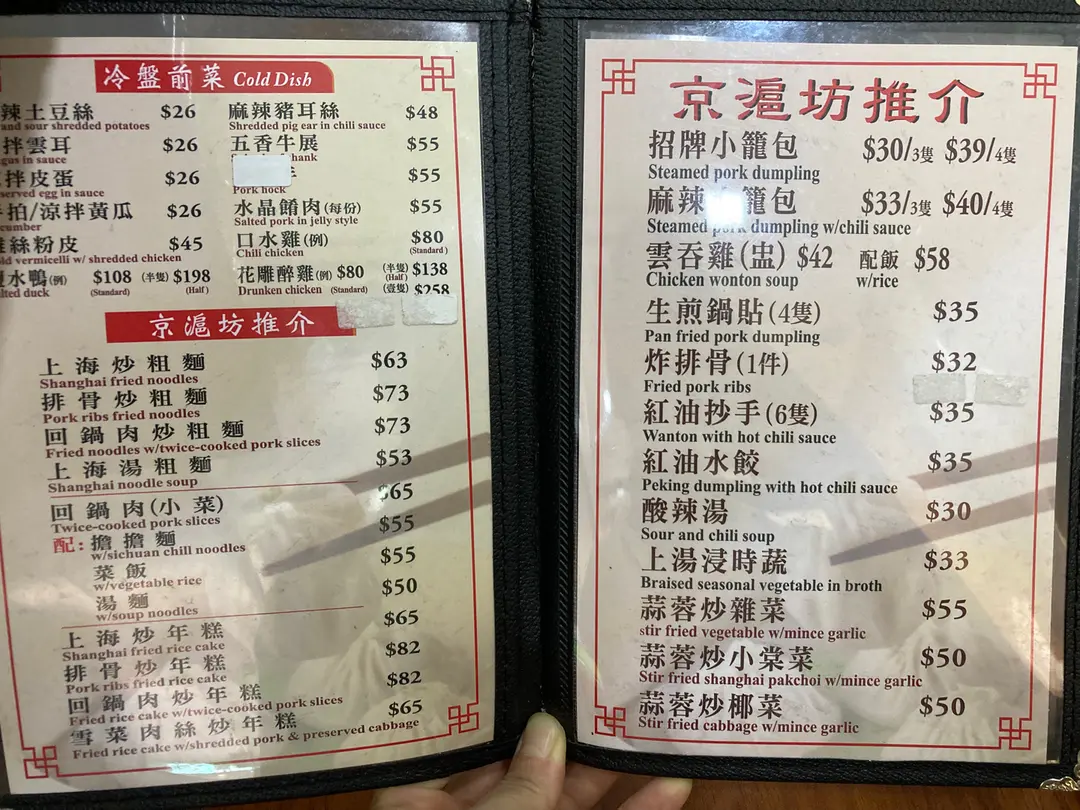 冷盤前菜 Cold Dish
辣土豆絲 $26
and sour shredded potatoes
拌雲耳 $26
gus in sauce
拌皮蛋 $26
served egg in sauce
拍/涼拌黃瓜 $26
cumber
絲粉皮 $45
ld vermicelli w/ shredded chicken
水鴨(例) $108 (半隻) $198
lted duck (Standard) (Half)
麻辣豬耳絲 $48
Shredded pig ear in chili sauce
五香牛展 $55
hank
$55
Pork hock
水晶餚肉(每份) $55
Salted pork in jelly style
口水雞(例) $80
Chili chicken (Standard)
花雕醉雞(例) $80 (半隻) $138
Drunken chicken (Standard) (Half)
(壹隻) $258
京滬坊推介
上海炒粗麵 $63
Shanghai fried noodles
排骨炒粗麵 $73
Pork ribs fried noodles
回鍋肉炒粗麵 $73
Fried noodles w/twice-cooked pork slices
上海湯粗麵 $53
Shanghai noodle soup
回鍋肉(小菜) $65
Twice-cooked pork slices
配: 擔擔麵 $55
w/sichuan chill noodles
菜飯 $55
w/vegetable rice
湯麵 $50
w/soup noodles
上海炒年糕 $65
Shanghai fried rice cake
排骨炒年糕 $82
Pork ribs fried rice cake
回鍋肉炒年糕 $82
Fried rice cake w/twice-cooked pork slices
雪菜肉絲炒年糕 $65
Fried rice cake w/shredded pork & preserved cabbage
京滬坊推介
招牌小籠包 $30/3隻 $39/4隻
Steamed pork dumpling
麻辣籠包 $33/3隻 $40/4隻
Steamed pork dumpling w/chili sauce
雲吞雞(盅) $42 配飯 $58
Chicken wonton soup w/rice
生煎鍋貼(4隻) $35
Pan fried pork dumpling
炸排骨(1件) $32
Fried pork ribs
紅油抄手(6隻) $35
Wanton with hot chili sauce
紅油水餃 $35
Peking dumpling with hot chili sauce
酸辣湯 $30
Sour and chili soup
上湯浸時蔬 $33
Braised seasonal vegetable in broth
蒜蓉炒雜菜 $55
stir fried vegetable w/mince garlic
蒜蓉炒小棠菜 $50
Stir fried shanghai pakchoi w/mince garlic
蒜蓉炒椰菜 $50
Stir fried cabbage w/mince garlic